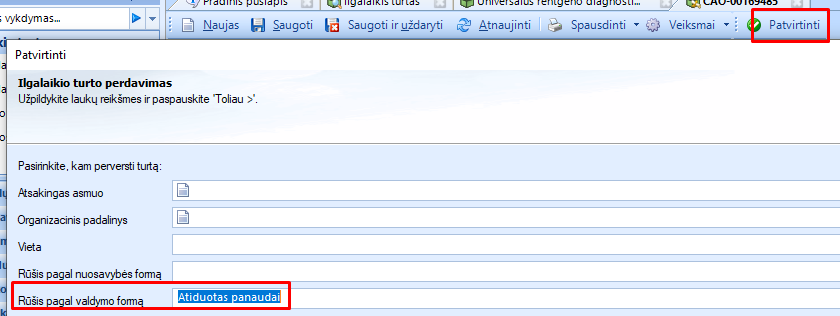 s vykdymas...
Pradinis puslapis
Ilgalaikis turtas
Universalus rentgeno diagnosti...
CAO-00169485
Naujas
Saugoti
Saugoti ir uždaryti
Atnaujinti
Spausdinti
Veiksmai
Patvirtinti
Patvirtinti
Ilgalaikio turto perdavimas
Užpildykite laukų reikšmes ir paspauskite 'Toliau >'.
Pasirinkite, kam perversti turtą:
Atsakingas asmuo
Organizacinis padalinys
Vieta
Rūšis pagal nuosavybės formą
Rūšis pagal valdymo formą Atiduotas panaudai